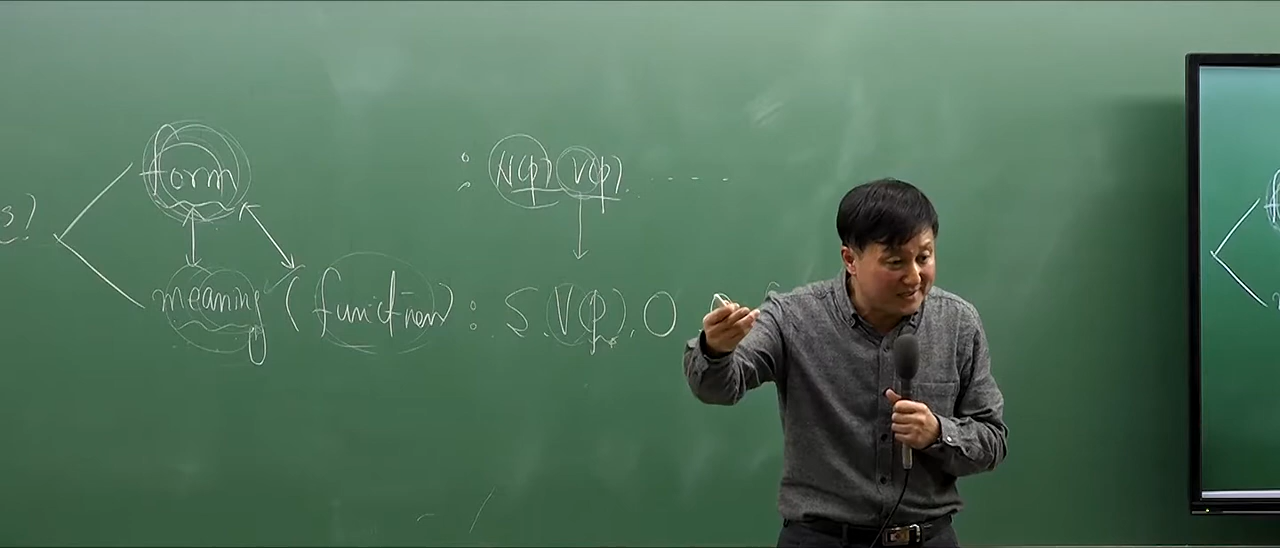 s)
form : N(p) V(p). ......
meaning (function) : S. V(p). O